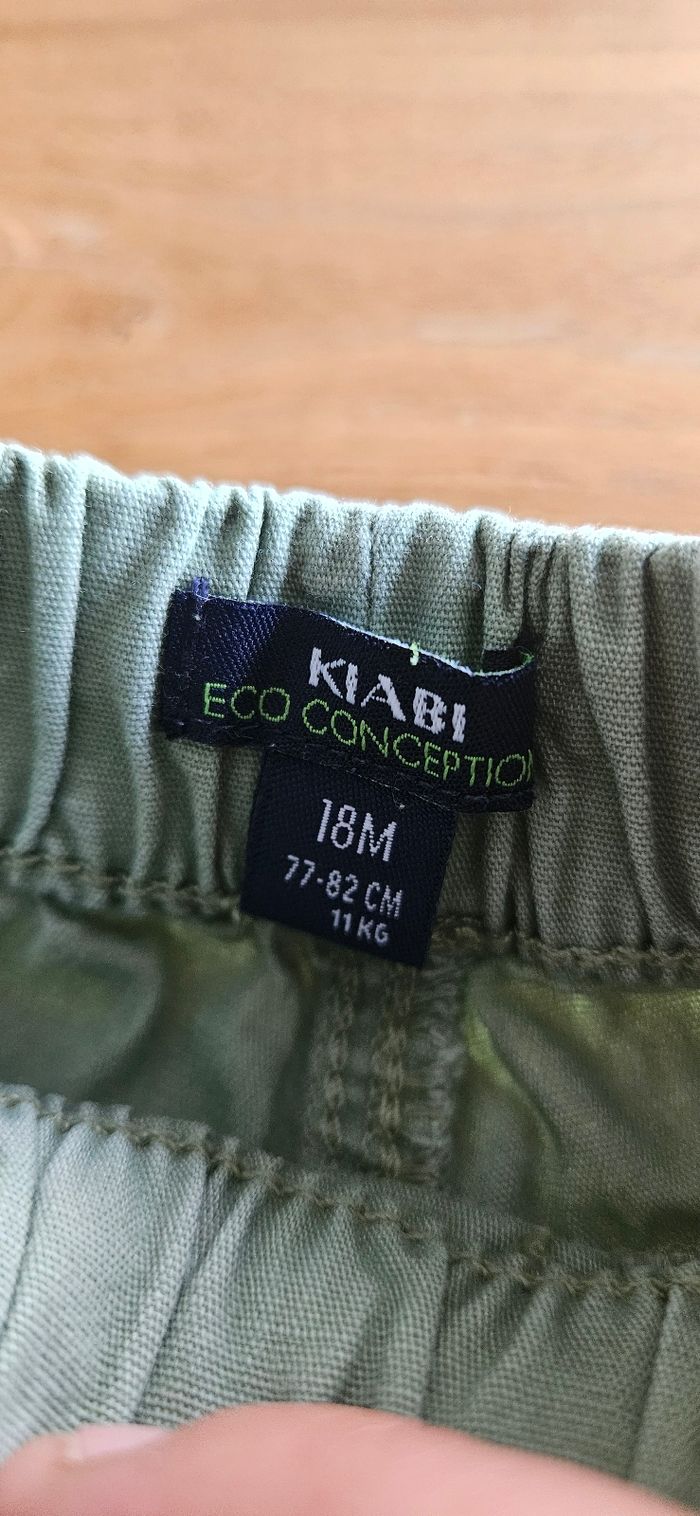 KIABI
ECO CONCEPTION
18M
77-82 CM
11 KG